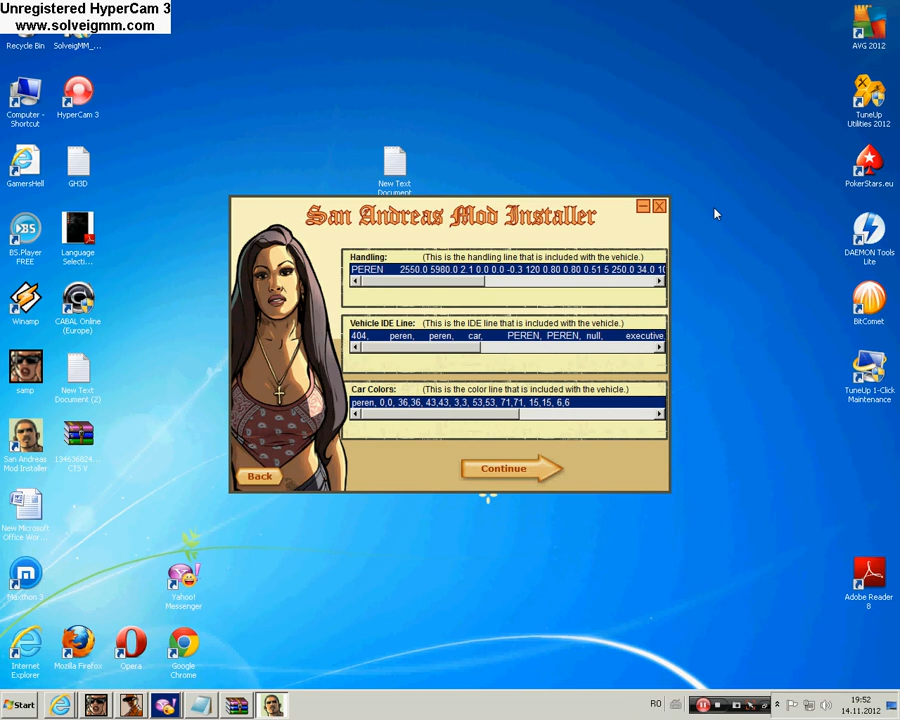 Unregistered HyperCam 3
www.solveigmm.com
Recycle Bin
SolveigMM_...
AVG 2012
Computer - Shortcut
HyperCam 3
TuneUp Utilities 2012
GamersHell
GH3D
New Text Document
PokerStars.eu
BS.Player FREE
Language Selecti...
DAEMON Tools Lite
Winamp
CABAL Online (Europe)
BitComet
samp
New Text Document (2)
TuneUp 1-Click Maintenance
San Andreas Mod Installer
134636824... CTS V
New Microsoft Office Wor...
Maxthon 3
Yahoo! Messenger
Adobe Reader 8
Internet Explorer
Mozilla Firefox
Opera
Google Chrome
San Andreas Mod Installer
Handling: (This is the handling line that is included with the vehicle.)
PEREN 2550.0 5980.0 2.1 0.0 0.0 -0.3 120 0.80 0.80 0.51 5 250.0 34.0 10
Vehicle IDE Line: (This is the IDE line that is included with the vehicle.)
404, peren, peren, car, PEREN, PEREN, null, executive,
Car Colors: (This is the color line that is included with the vehicle.)
peren, 0,0, 36,36, 43,43, 3,3, 53,53, 71,71, 15,15, 6,6
Back
Continue
Start
RO
19:52
14.11.2012